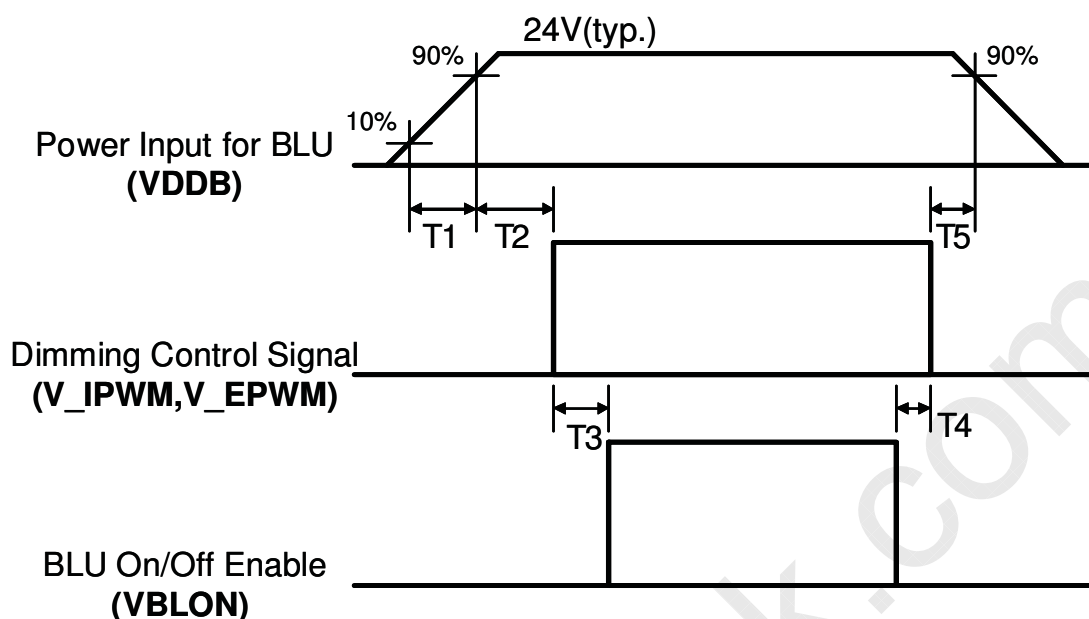 24V(typ.)
90%
90%
10%
Power Input for BLU
(VDDB)
T1
T2
T5
Dimming Control Signal
(V_IPWM,V_EPWM)
T3
T4
BLU On/Off Enable
(VBLON)
k.com